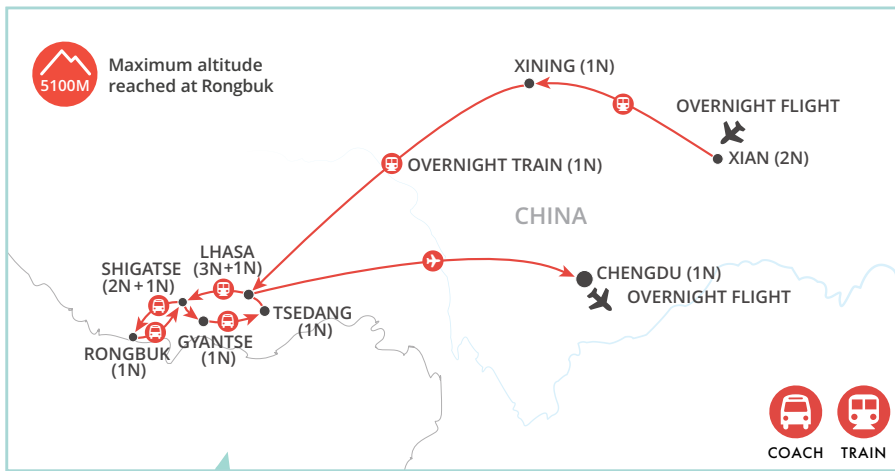 5100M
Maximum altitude
reached at Rongbuk
XINING (1N)
OVERNIGHT FLIGHT
XIAN (2N)
OVERNIGHT TRAIN (1N)
CHINA
LHASA
(3N+1N)
SHIGATSE
(2N+1N)
CHENGDU (1N)
OVERNIGHT FLIGHT
TSEDANG
(1N)
GYANTSE
(1N)
RONGBUK
(1N)
COACH
TRAIN